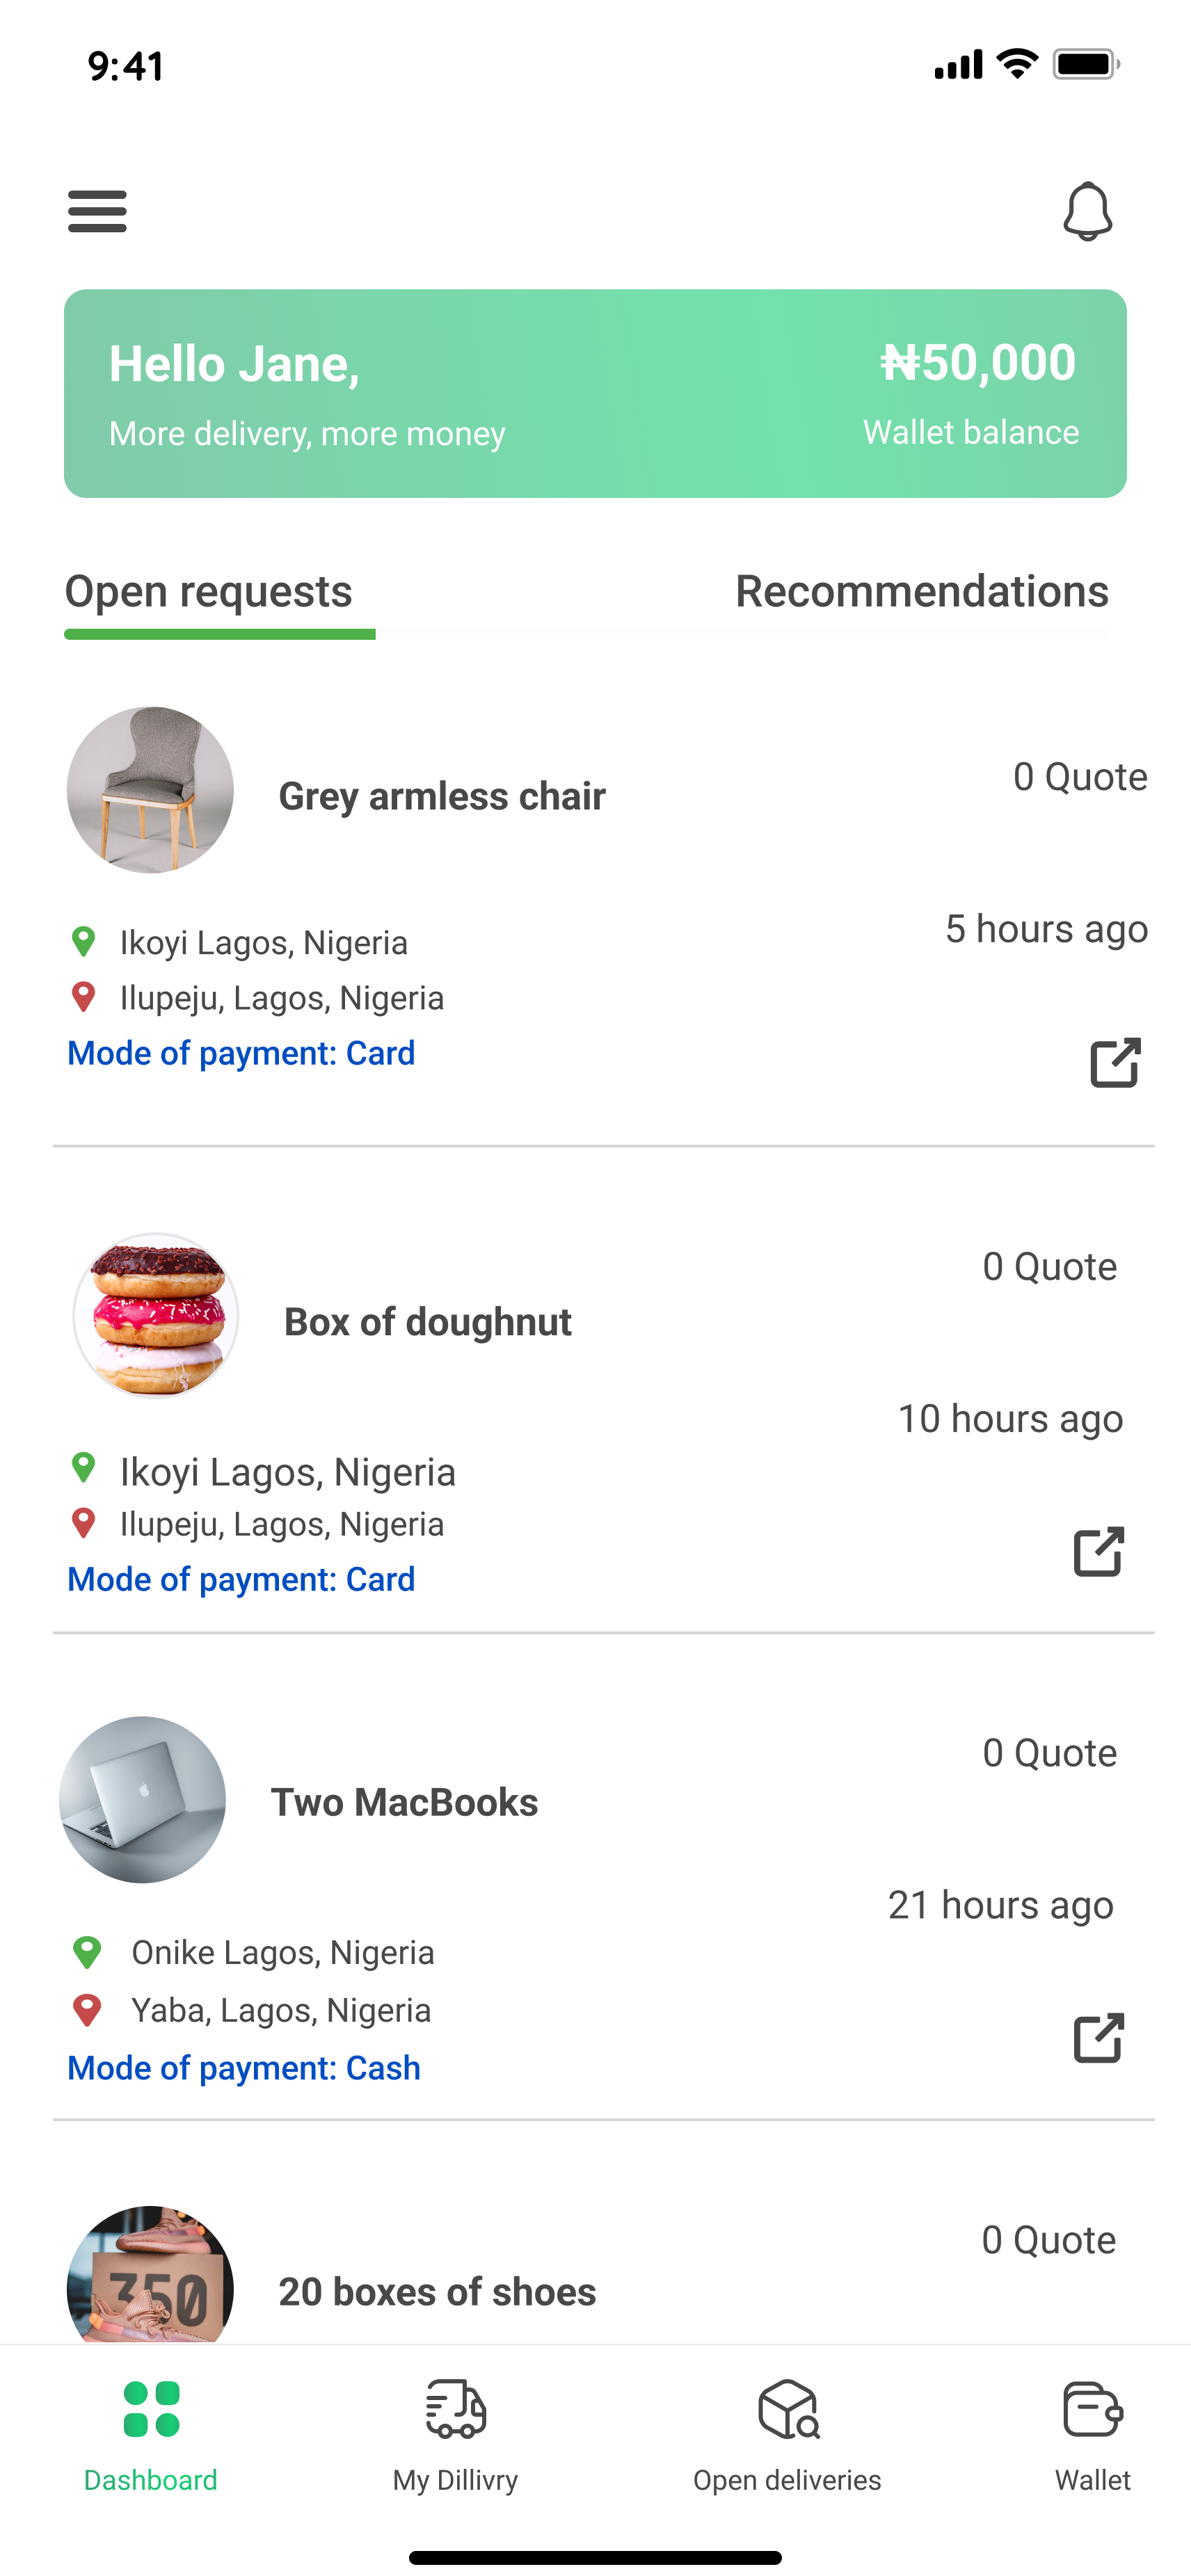 9:41
Hello Jane,
₦50,000
More delivery, more money
Wallet balance
Open requests
Recommendations
0 Quote
Grey armless chair
5 hours ago
Ikoyi Lagos, Nigeria
Ilupeju, Lagos, Nigeria
Mode of payment: Card
0 Quote
Box of doughnut
10 hours ago
Ikoyi Lagos, Nigeria
Ilupeju, Lagos, Nigeria
Mode of payment: Card
0 Quote
Two MacBooks
21 hours ago
Onike Lagos, Nigeria
Yaba, Lagos, Nigeria
Mode of payment: Cash
0 Quote
20 boxes of shoes
350
Dashboard
My Dillivry
Open deliveries
Wallet